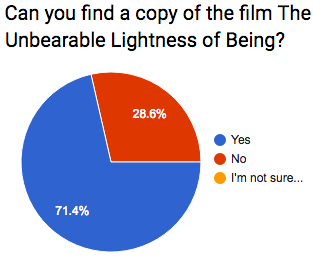 Can you find a copy of the film The
Unbearable Lightness of Being?
28.6%
71.4%
Yes
No
I'm not sure...